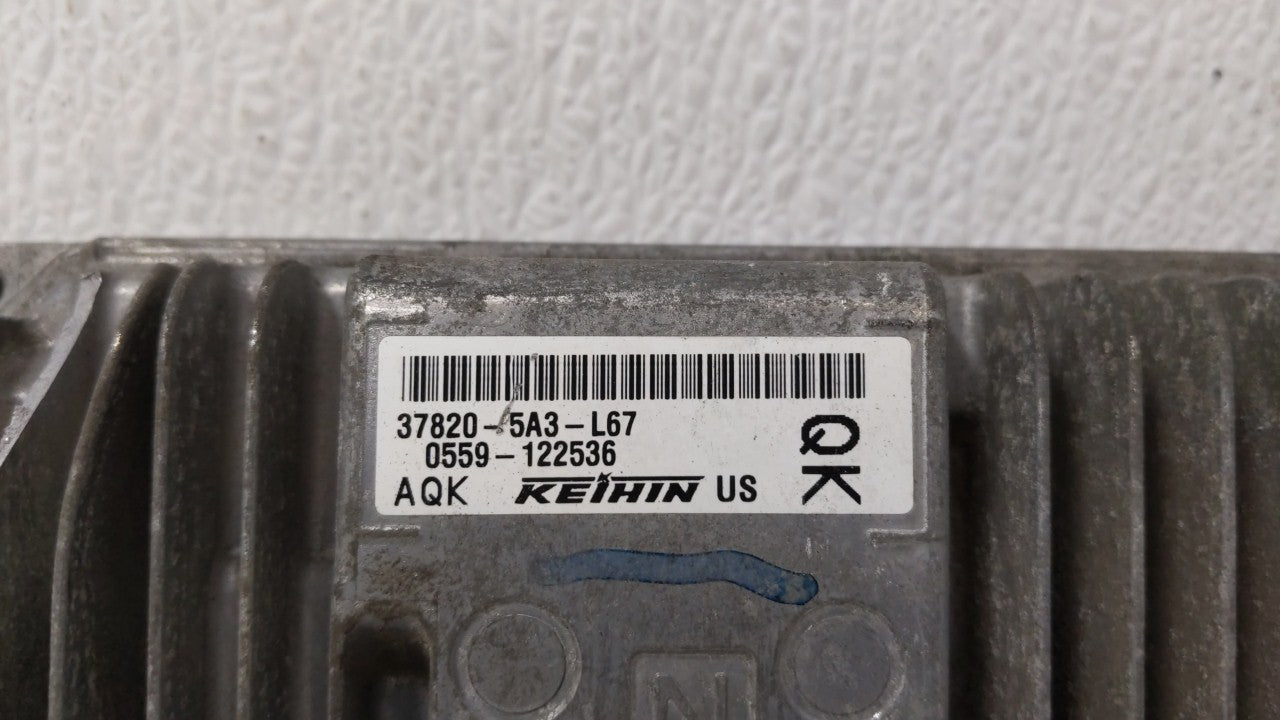 37820-5A3-L67
0559-122536
AQK KEIHIN US
QK
N